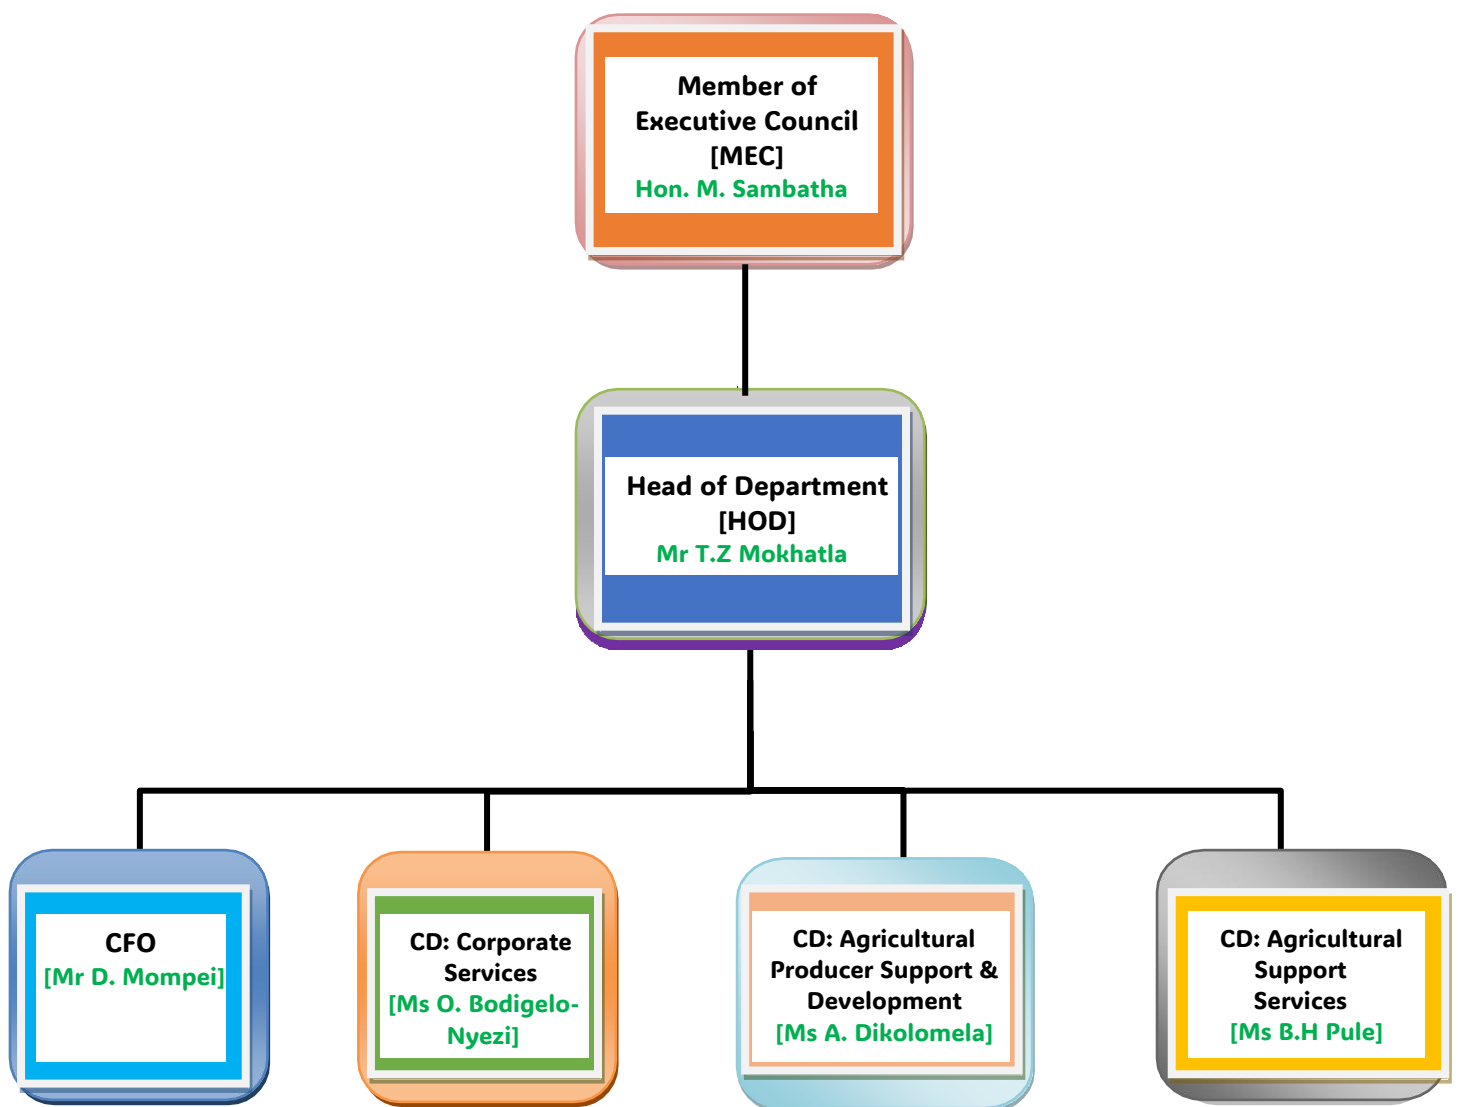 Member of
Executive Council
[MEC]
Hon. M. Sambatha
Head of Department
[HOD]
Mr T.Z Mokhatla
CFO
[Mr D. Mompei]
CD: Corporate
Services
[Ms O. Bodigelo-
Nyezi]
CD: Agricultural
Producer Support &
Development
[Ms A. Dikolomela]
CD: Agricultural
Support
Services
[Ms B.H Pule]